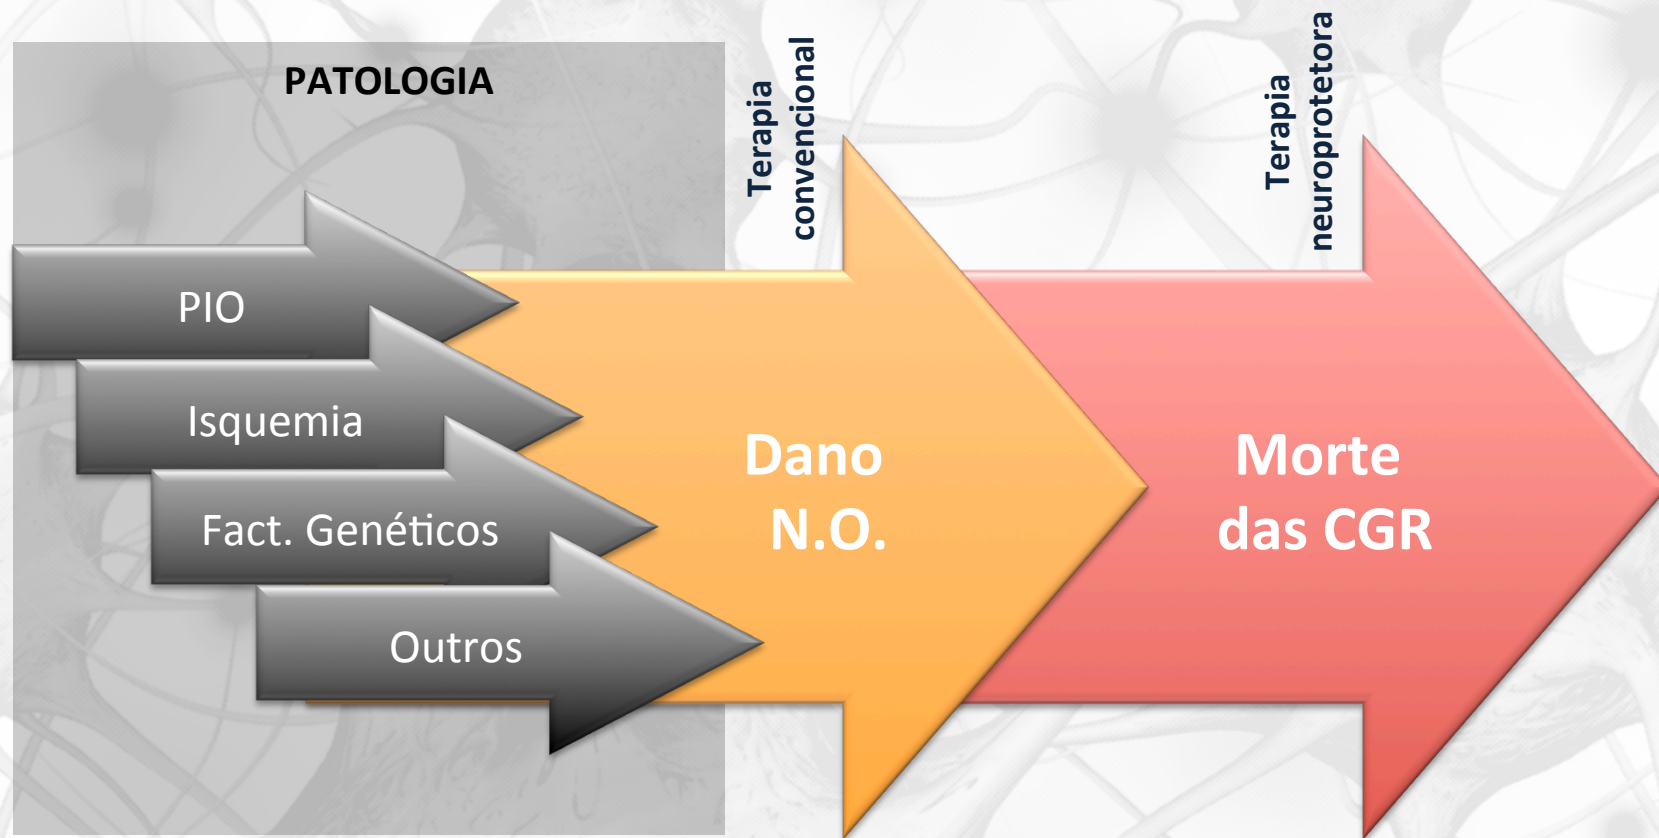 PATOLOGIA
Terapia
convencional
Terapia
neuroprotetora
PIO
Isquemia
Fact. Genéticos
Outros
Dano
N.O.
Morte
das CGR